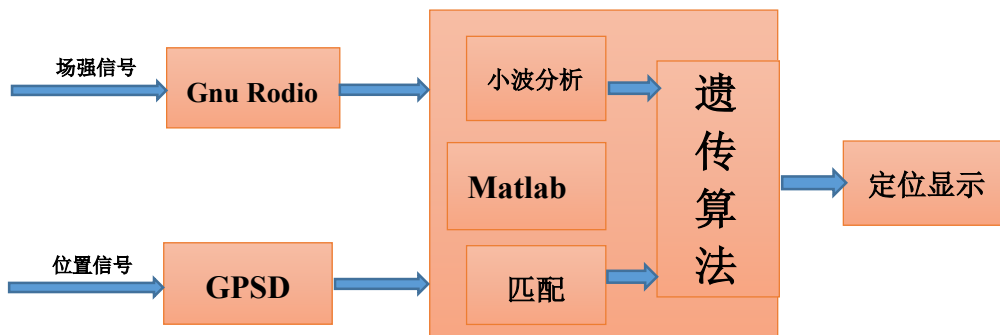 场强信号
Gnu Rodio
小波分析
遗传算法
Matlab
定位显示
位置信号
GPSD
匹配